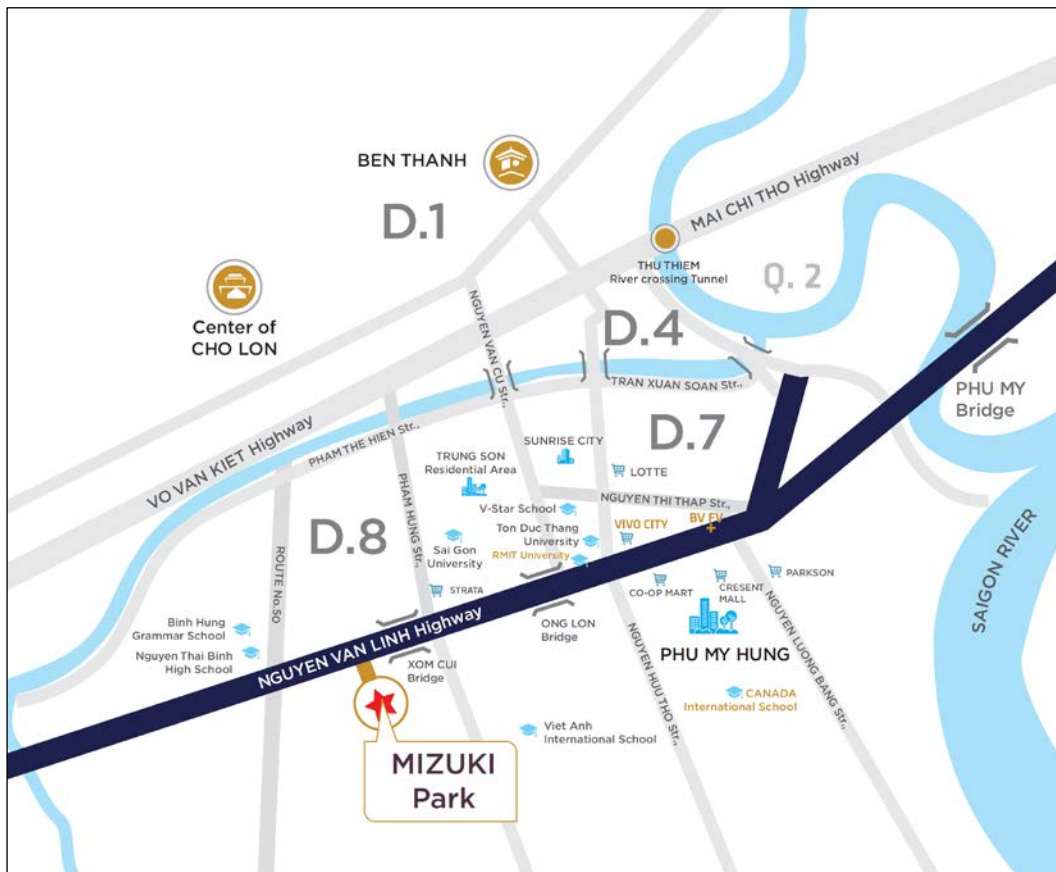 BEN THANH
D.1
MAI CHI THO Highway
THU THIEM
River crossing Tunnel
Q. 2
Center of
CHO LON
NGUYEN VAN CU Str.,
D.4
TRAN XUAN SOAN Str.,
PHU MY
Bridge
VO VAN KIET Highway
PHAM THE HIEN Str.,
D.7
SUNRISE CITY
TRUNG SON
Residential Area
LOTTE
NGUYEN THI THAP Str.,
PHAM HUNG Str.,
V-Star School
D.8
VIVO CITY
BV FV
Ton Duc Thang
University
RMIT University
Sai Gon
University
ROUTE No.50
STRATA
CO-OP MART
CRESENT
MALL
PARKSON
SAIGON RIVER
Binh Hung
Grammar School
Nguyen Thai Binh
High School
NGUYEN VAN LINH Highway
ONG LON
Bridge
XOM CUI
Bridge
PHU MY HUNG
NGUYEN LUONG BANG Str.,
NGUYEN HUU THO Str.,
CANADA
International School
Viet Anh
International School
MIZUKI
Park